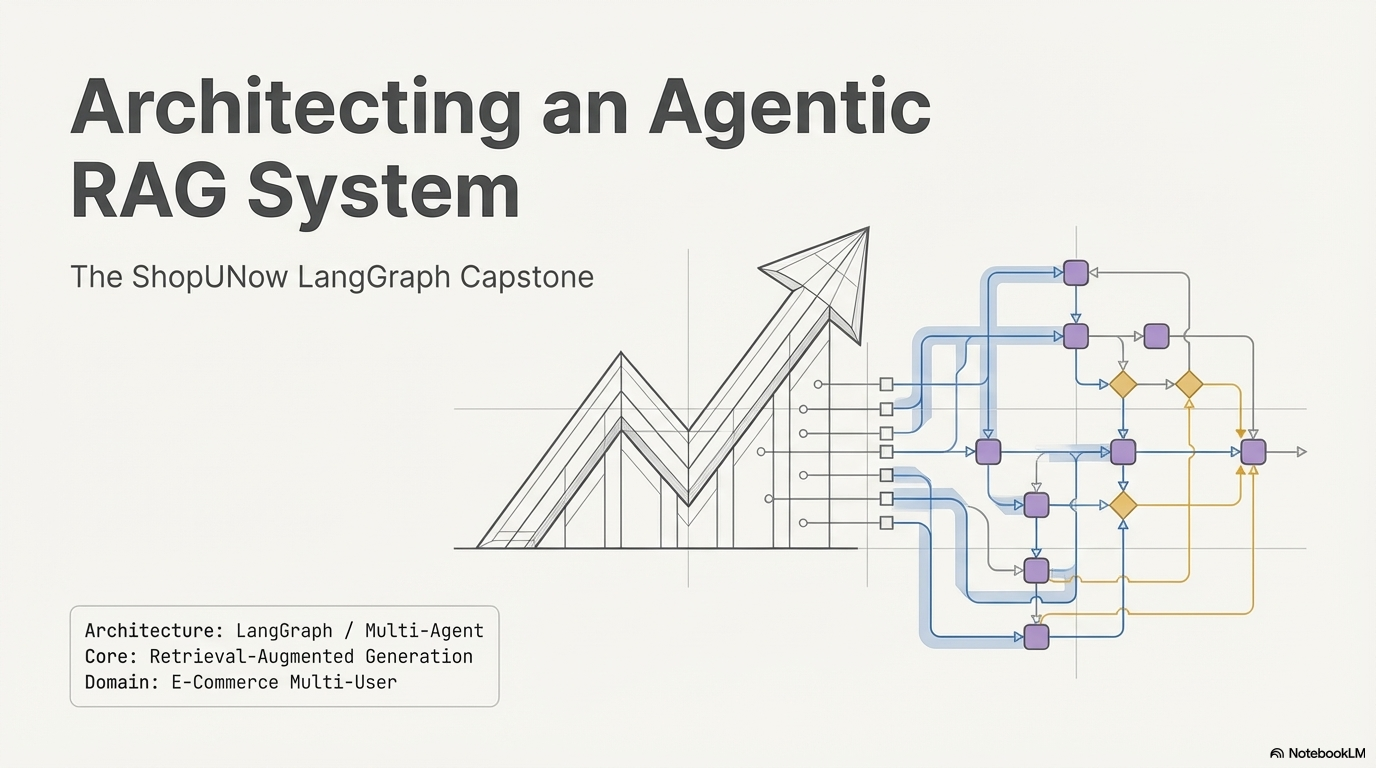 Architecting an Agentic
RAG System
The ShopUNow LangGraph Capstone
Architecture: LangGraph / Multi-Agent
Core: Retrieval-Augmented Generation
Domain: E-Commerce Multi-User
NotebookLM